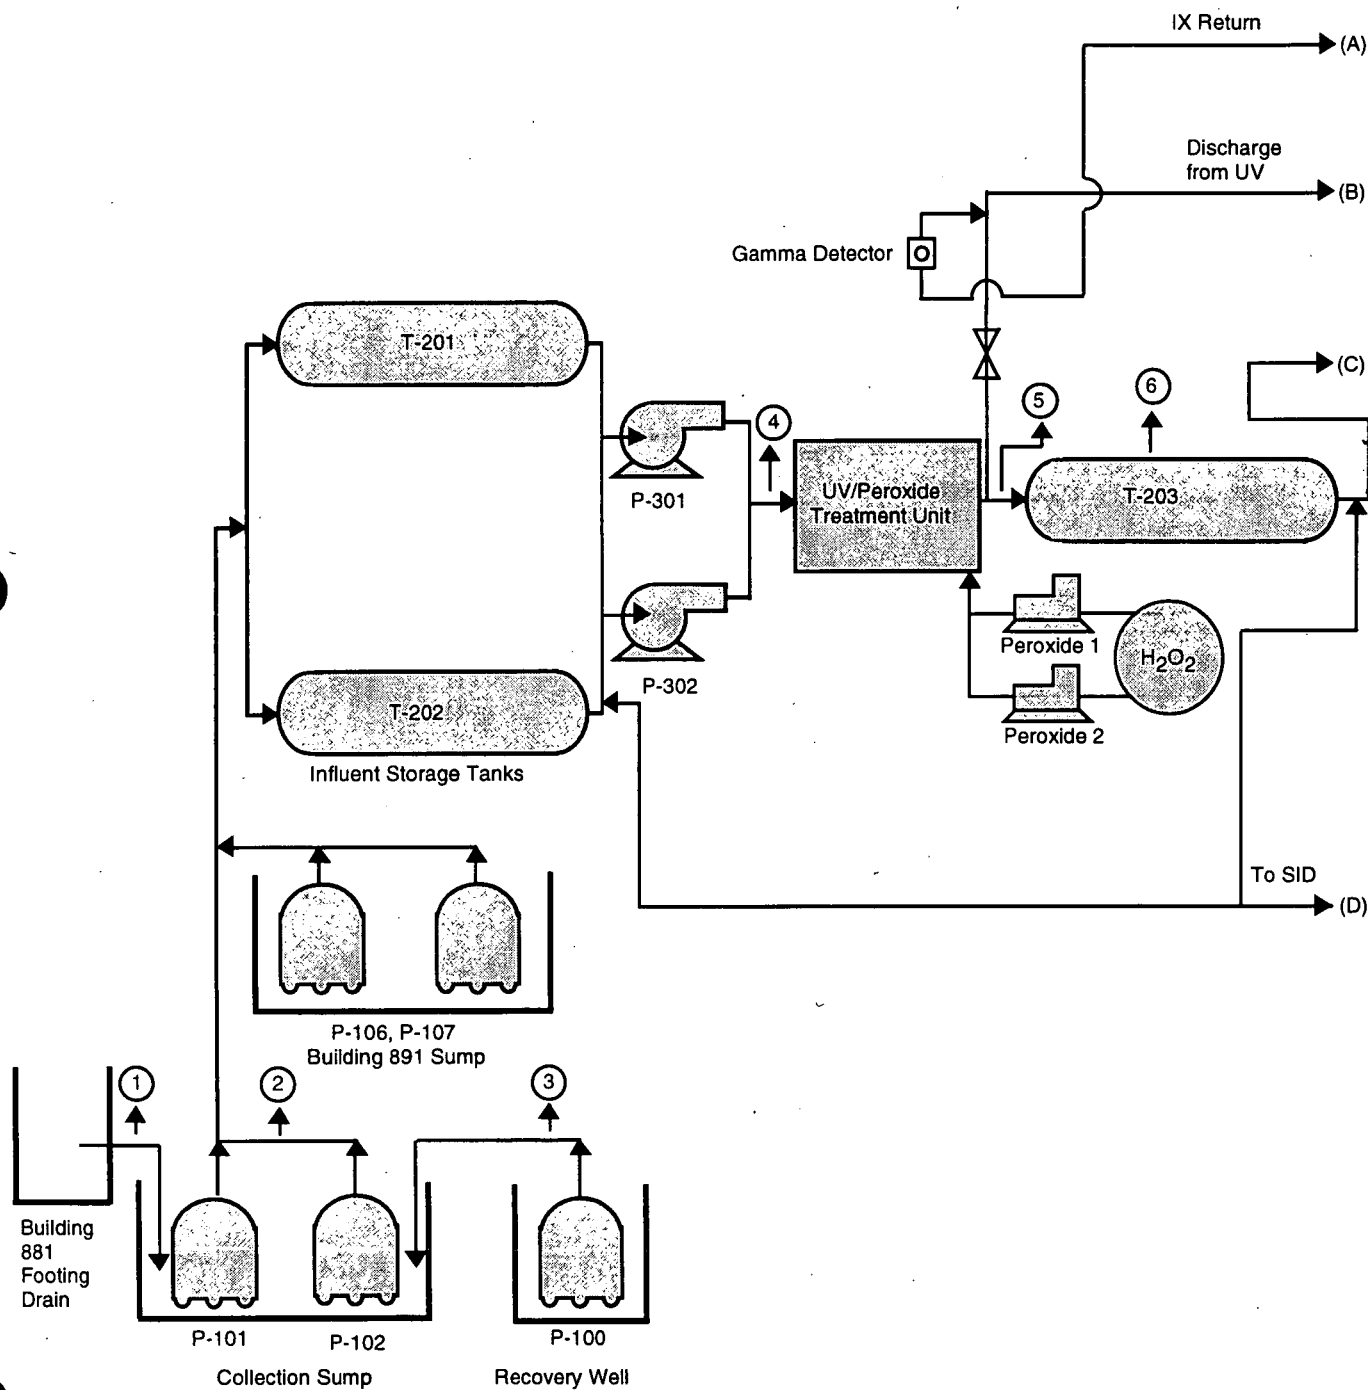 IX Return
(A)
Discharge
from UV
(B)
Gamma Detector
T-201
(C)
6
5
4
P-301
UV/Peroxide
Treatment Unit
T-203
Peroxide 1
H2O2
P-302
T-202
Peroxide 2
Influent Storage Tanks
To SID
(D)
P-106, P-107
Building 891 Sump
1
2
3
Building
881
Footing
Drain
P-101
P-102
P-100
Collection Sump
Recovery Well